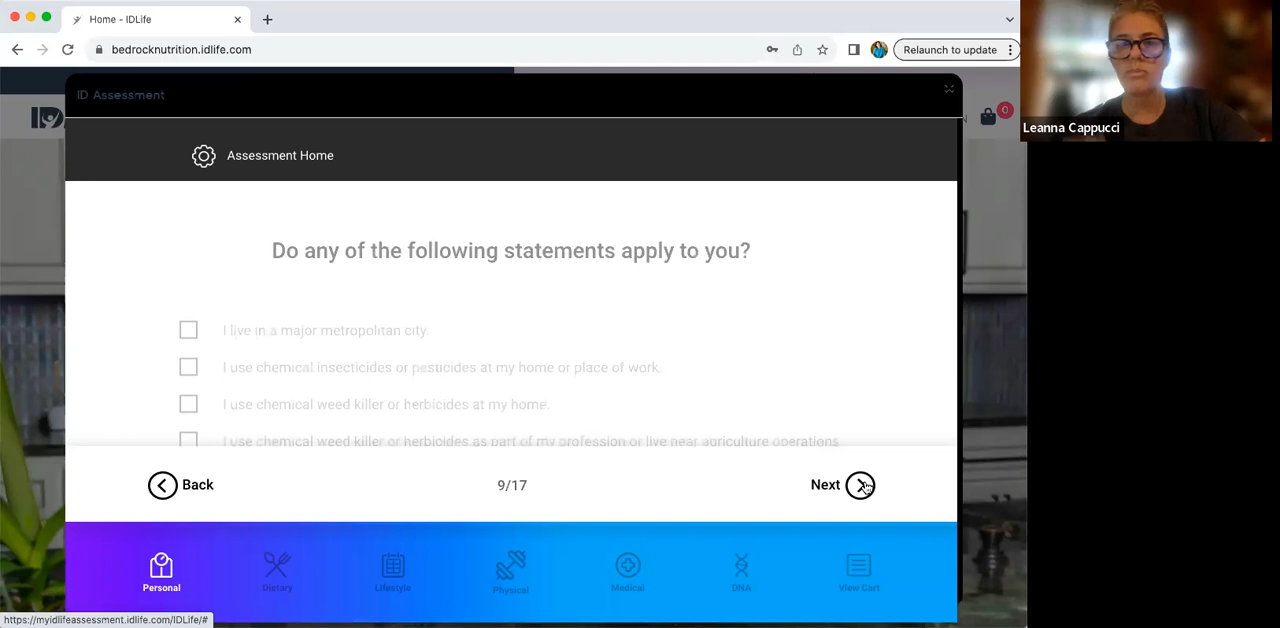 Home - IDLife
bedrocknutrition.idlife.com
Relaunch to update
ID Assessment
ID
0
Leanna Cappucci
Assessment Home
Do any of the following statements apply to you?
I live in a major metropolitan city.
I use chemical insecticides or pesticides at my home or place of work.
I use chemical weed killer or herbicides at my home.
I use chemical weed killer or herbicides as part of my profession or live near agriculture operations.
Back
9/17
Next
Personal
Dietary
Lifestyle
Physical
Medical
DNA
View Cart
https://myidlifeassessment.idlife.com/IDLife/#